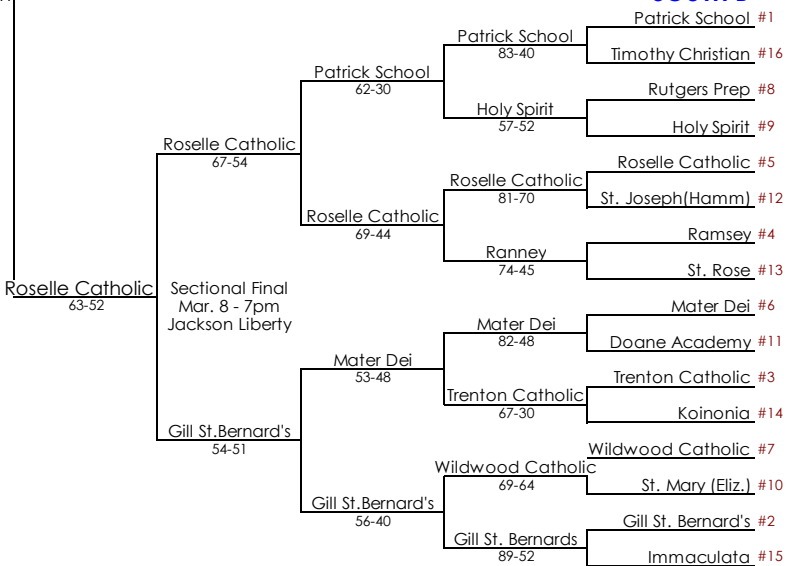 Patrick School #1
Patrick School
83-40
Timothy Christian #16
Patrick School
62-30
Rutgers Prep #8
Holy Spirit
57-52
Holy Spirit #9
Roselle Catholic
67-54
Roselle Catholic #5
Roselle Catholic
81-70
St. Joseph(Hamm) #12
Roselle Catholic
69-44
Ramsey #4
Ranney
74-45
St. Rose #13
Roselle Catholic
63-52
Sectional Final
Mar. 8 - 7pm
Jackson Liberty
Mater Dei #6
Mater Dei
82-48
Doane Academy #11
Mater Dei
53-48
Trenton Catholic #3
Trenton Catholic
67-30
Koinonia #14
Gill St.Bernard's
54-51
Wildwood Catholic #7
Wildwood Catholic
69-64
St. Mary (Eliz.) #10
Gill St.Bernard's
56-40
Gill St. Bernard's #2
Gill St. Bernards
89-52
Immaculata #15